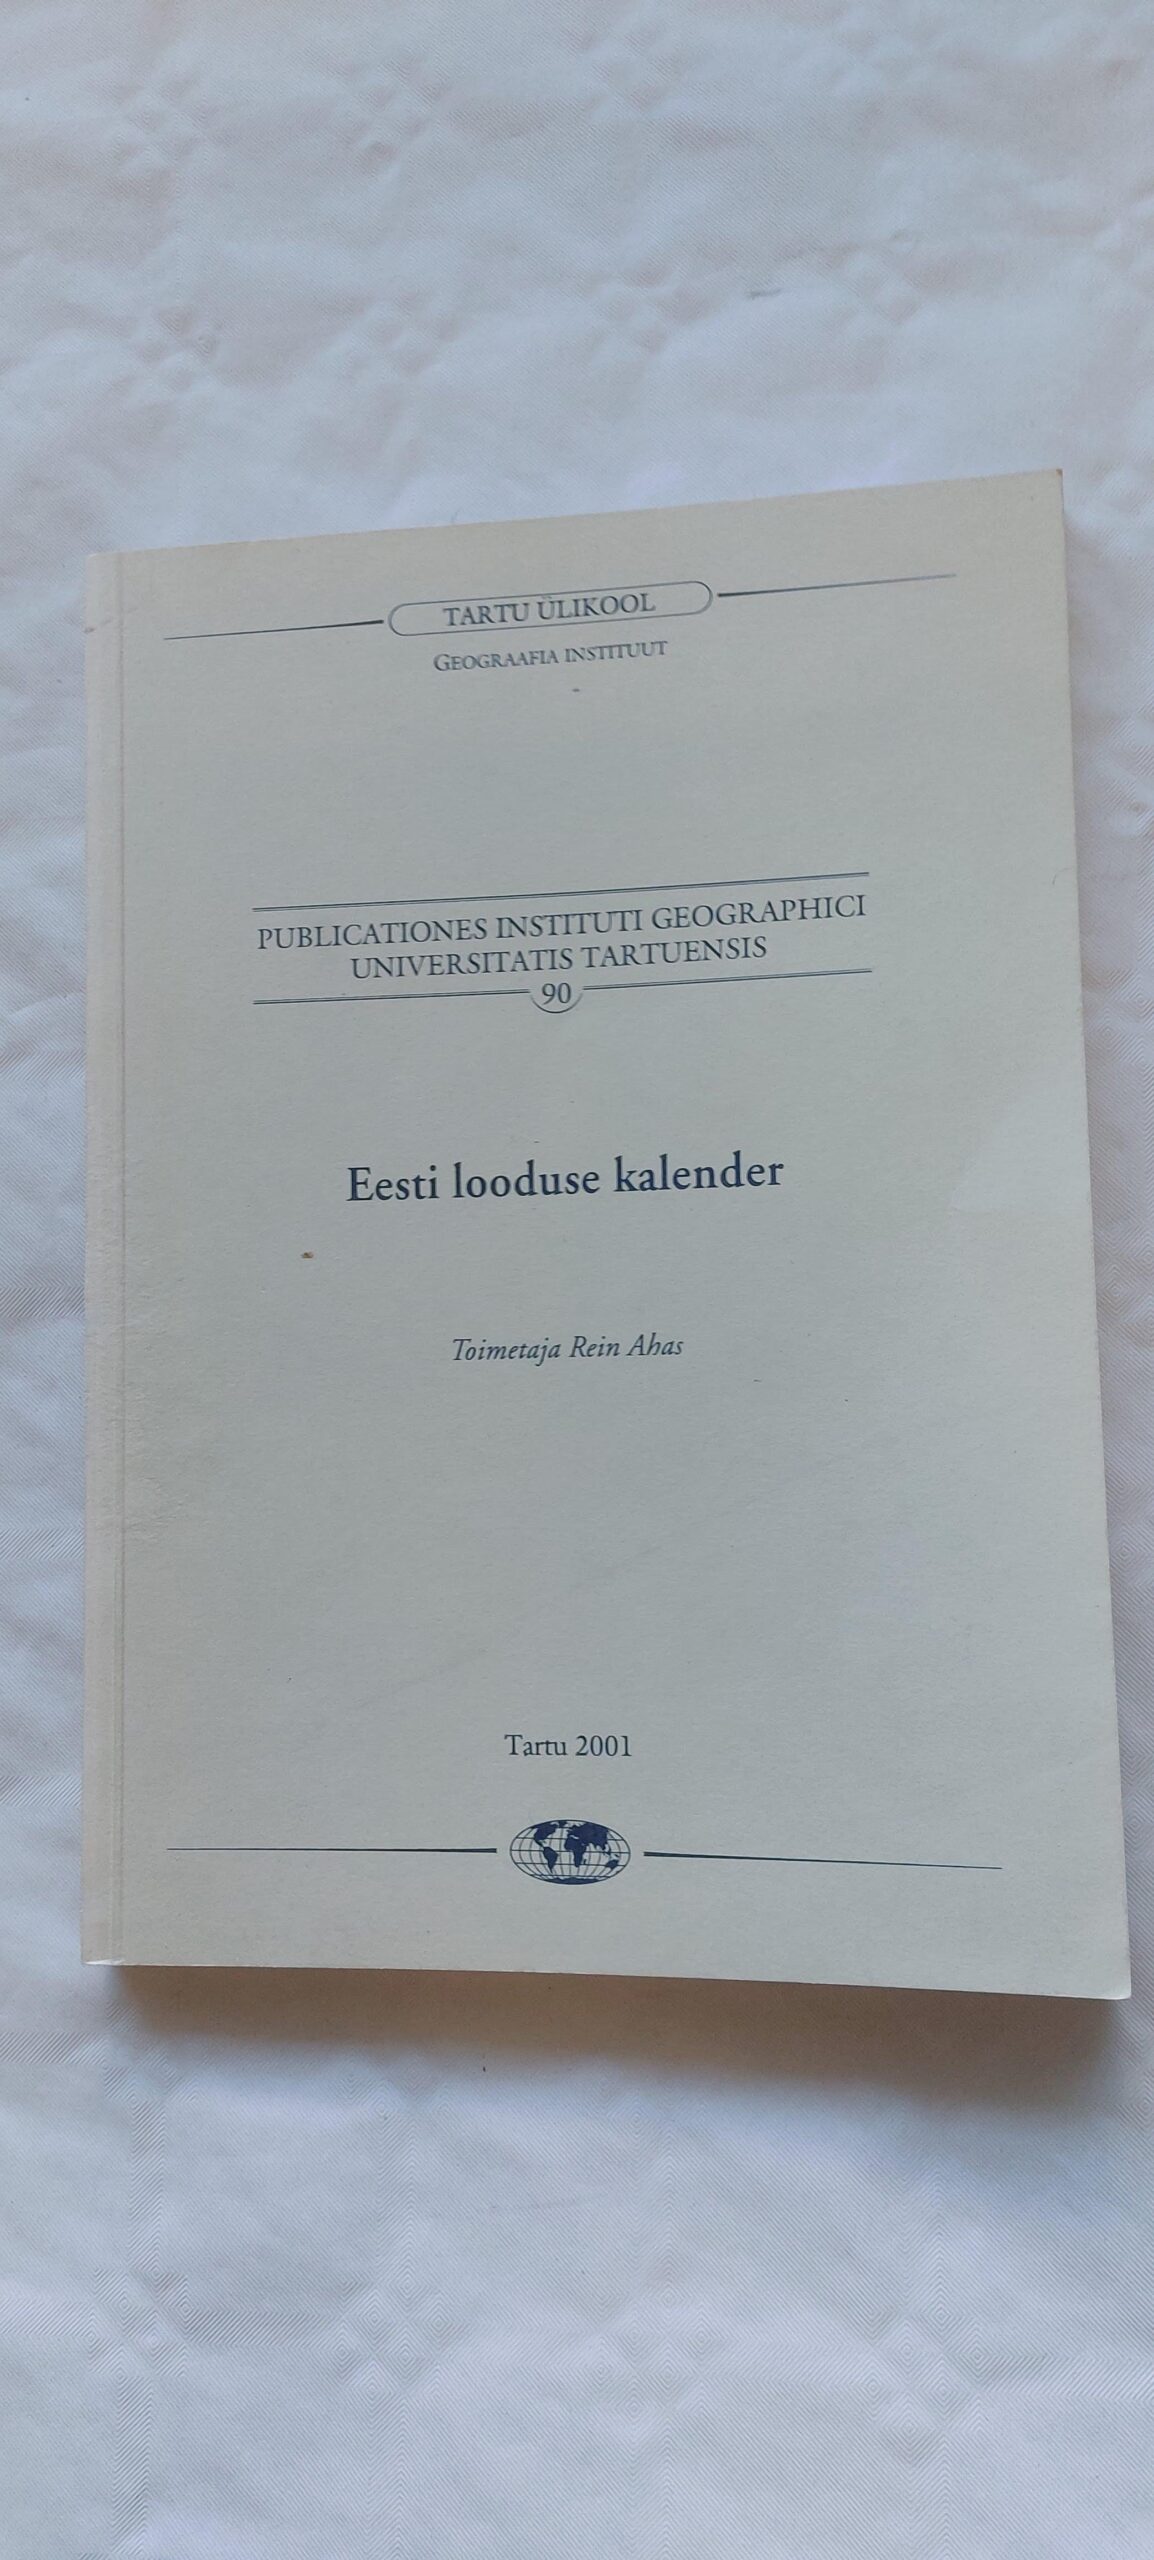 TARTU ÜLIKOOL
GEOGRAAFIA INSTITUUT
PUBLICATIONES INSTITUTI GEOGRAPHICI
UNIVERSITATIS TARTUENSIS
90
Eesti looduse kalender
Toimetaja Rein Ahas
Tartu 2001